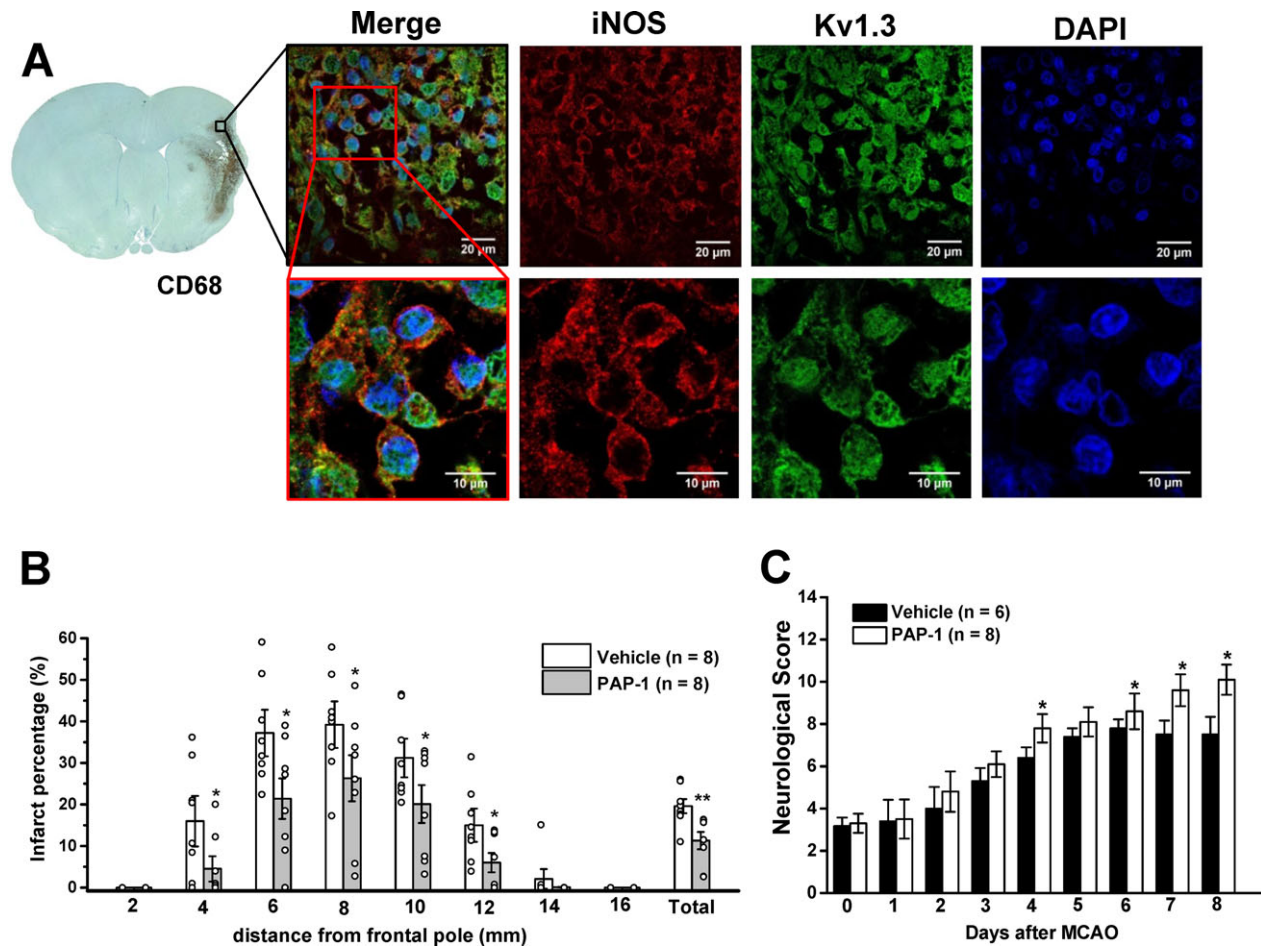 A
Merge
iNOS
Kv1.3
DAPI
CD68
20 µm
20 µm
20 µm
20 µm
10 µm
10 µm
10 µm
B
Infarct percentage (%)
60
50
40
30
20
10
0
Vehicle (n = 8)
PAP-1 (n = 8)
*
*
*
*
*
**
2 4 6 8 10 12 14 16 Total
distance from frontal pole (mm)
C
Neurological Score
14
12
10
8
6
4
2
0
Vehicle (n = 6)
PAP-1 (n = 8)
*
*
*
*
0 1 2 3 4 5 6 7 8
Days after MCAO